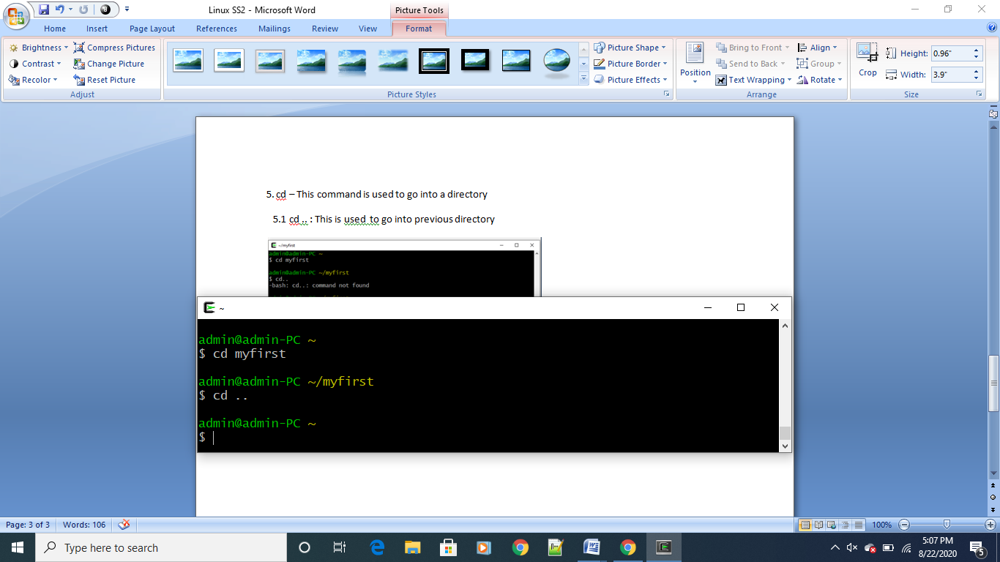 Linux SS2 - Microsoft Word
Picture Tools
Home Insert Page Layout References Mailings Review View Format
Brightness Compress Pictures
Contrast Change Picture
Recolor Reset Picture
Adjust
Picture Shape
Picture Border
Picture Effects
Picture Styles
Position
Bring to Front Align
Send to Back Group
Text Wrapping Rotate
Arrange
Crop
Height: 0.96"
Width: 3.9"
Size
5. cd – This command is used to go into a directory
5.1 cd .. : This is used to go into previous directory
~/myfirst
admin@admin-PC ~
$ cd myfirst
admin@admin-PC ~/myfirst
$ cd..
-bash: cd..: command not found
~
admin@admin-PC ~
$ cd myfirst
admin@admin-PC ~/myfirst
$ cd ..
admin@admin-PC ~
$
Page: 3 of 3 Words: 106 100%
Type here to search
5:07 PM
8/22/2020
5